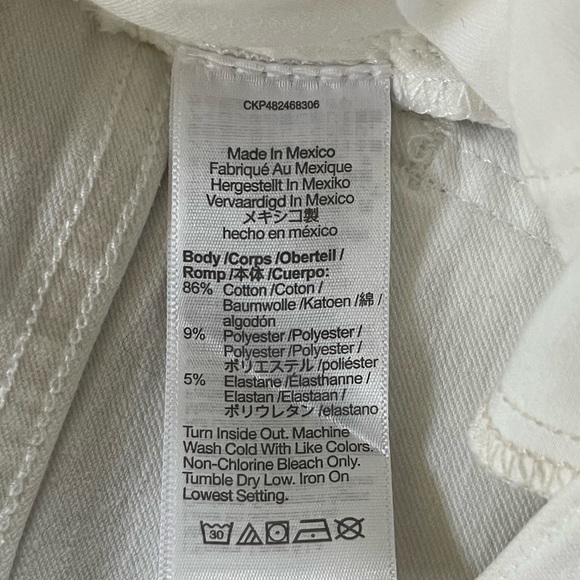 CKP482468306
Made In Mexico
Fabriqué Au Mexique
Hergestellt In Mexiko
Vervaardigd In Mexico
メキシコ製
hecho en méxico
Body /Corps /Oberteil /
Romp /本体 /Cuerpo:
86% Cotton /Coton /
Baumwolle /Katoen /綿 /
algodón
9% Polyester /Polyester /
Polyester /Polyester /
ポリエステル /poliéster
5% Elastane /Élasthanne /
Elastan /Elastaan /
ポリウレタン /elastano
Turn Inside Out. Machine
Wash Cold With Like Colors.
Non-Chlorine Bleach Only.
Tumble Dry Low. Iron On
Lowest Setting.
30